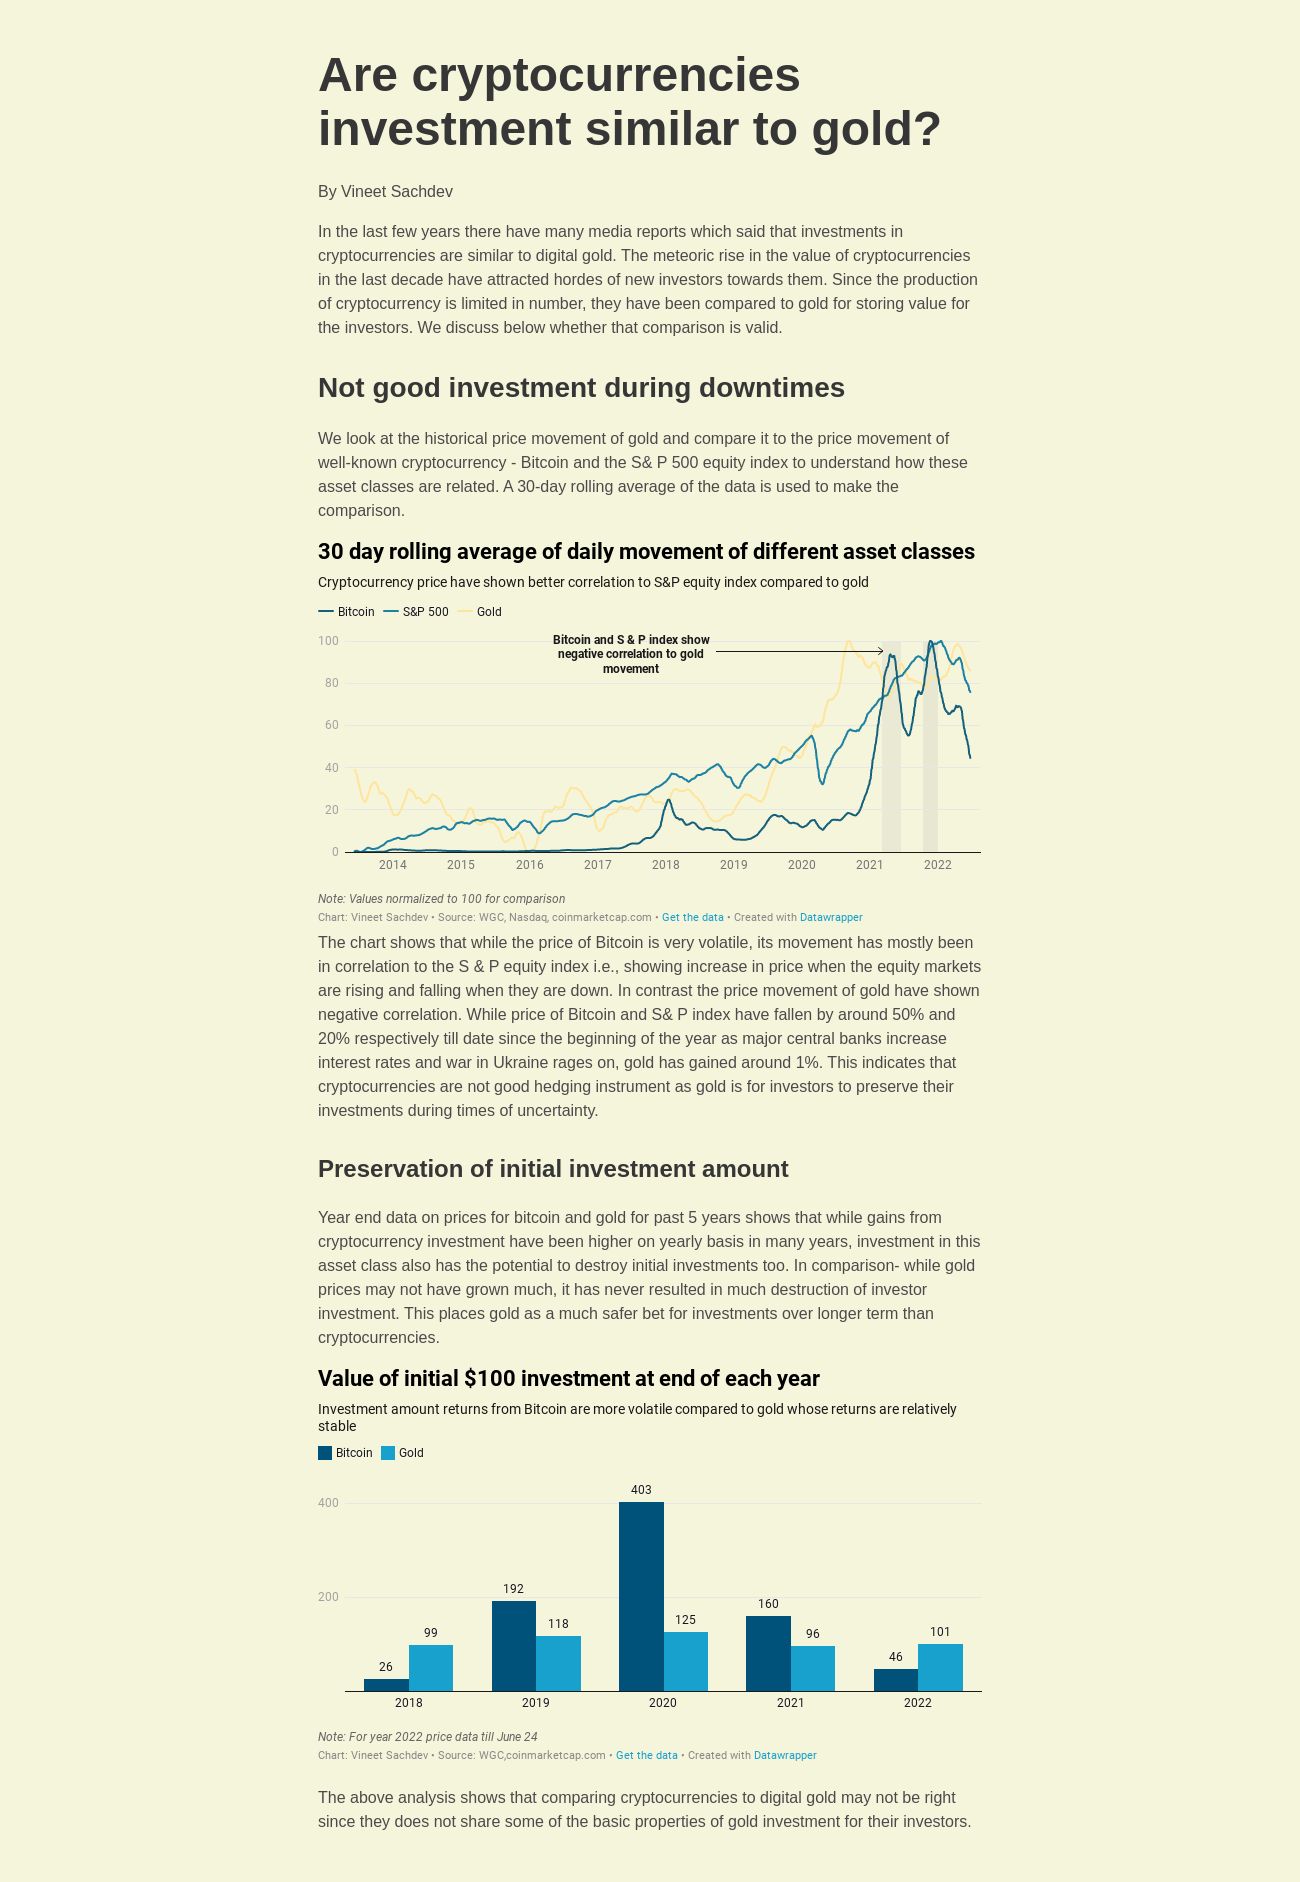 Are cryptocurrencies
investment similar to gold?
By Vineet Sachdev
In the last few years there have many media reports which said that investments in
cryptocurrencies are similar to digital gold. The meteoric rise in the value of cryptocurrencies
in the last decade have attracted hordes of new investors towards them. Since the production
of cryptocurrency is limited in number, they have been compared to gold for storing value for
the investors. We discuss below whether that comparison is valid.
Not good investment during downtimes
We look at the historical price movement of gold and compare it to the price movement of
well-known cryptocurrency - Bitcoin and the S& P 500 equity index to understand how these
asset classes are related. A 30-day rolling average of the data is used to make the
comparison.
30 day rolling average of daily movement of different asset classes
Cryptocurrency price have shown better correlation to S&P equity index compared to gold
Bitcoin S&P 500 Gold
Bitcoin and S & P index show
negative correlation to gold
movement
100
80
60
40
20
0
2014 2015 2016 2017 2018 2019 2020 2021 2022
Note: Values normalized to 100 for comparison
Chart: Vineet Sachdev • Source: WGC, Nasdaq, coinmarketcap.com • Get the data • Created with Datawrapper
The chart shows that while the price of Bitcoin is very volatile, its movement has mostly been
in correlation to the S & P equity index i.e., showing increase in price when the equity markets
are rising and falling when they are down. In contrast the price movement of gold have shown
negative correlation. While price of Bitcoin and S& P index have fallen by around 50% and
20% respectively till date since the beginning of the year as major central banks increase
interest rates and war in Ukraine rages on, gold has gained around 1%. This indicates that
cryptocurrencies are not good hedging instrument as gold is for investors to preserve their
investments during times of uncertainty.
Preservation of initial investment amount
Year end data on prices for bitcoin and gold for past 5 years shows that while gains from
cryptocurrency investment have been higher on yearly basis in many years, investment in this
asset class also has the potential to destroy initial investments too. In comparison- while gold
prices may not have grown much, it has never resulted in much destruction of investor
investment. This places gold as a much safer bet for investments over longer term than
cryptocurrencies.
Value of initial $100 investment at end of each year
Investment amount returns from Bitcoin are more volatile compared to gold whose returns are relatively
stable
Bitcoin Gold
400
200
26 99 192 118 403 125 160 96 46 101
2018 2019 2020 2021 2022
Note: For year 2022 price data till June 24
Chart: Vineet Sachdev • Source: WGC,coinmarketcap.com • Get the data • Created with Datawrapper
The above analysis shows that comparing cryptocurrencies to digital gold may not be right
since they does not share some of the basic properties of gold investment for their investors.